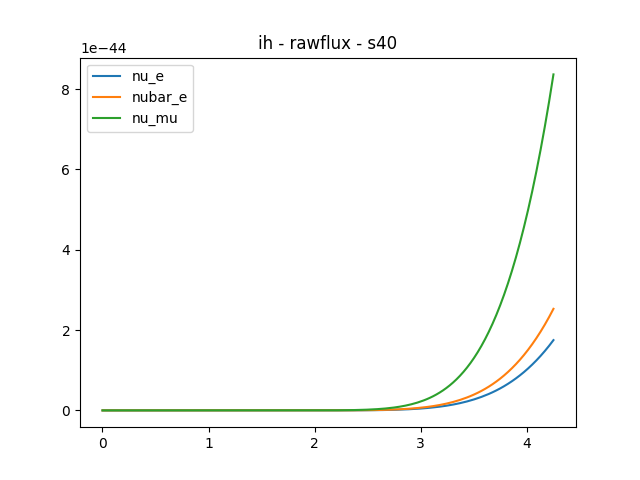 ih - rawflux - s40
1e−44
nu_e
nubar_e
nu_mu
8
6
4
2
0
0 1 2 3 4